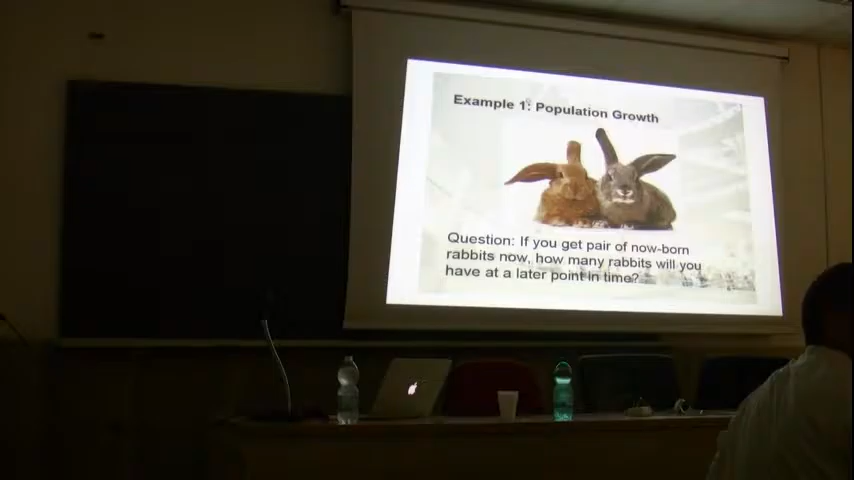 Example 1: Population Growth
Question: If you get pair of now-born
rabbits now, how many rabbits will you
have at a later point in time?